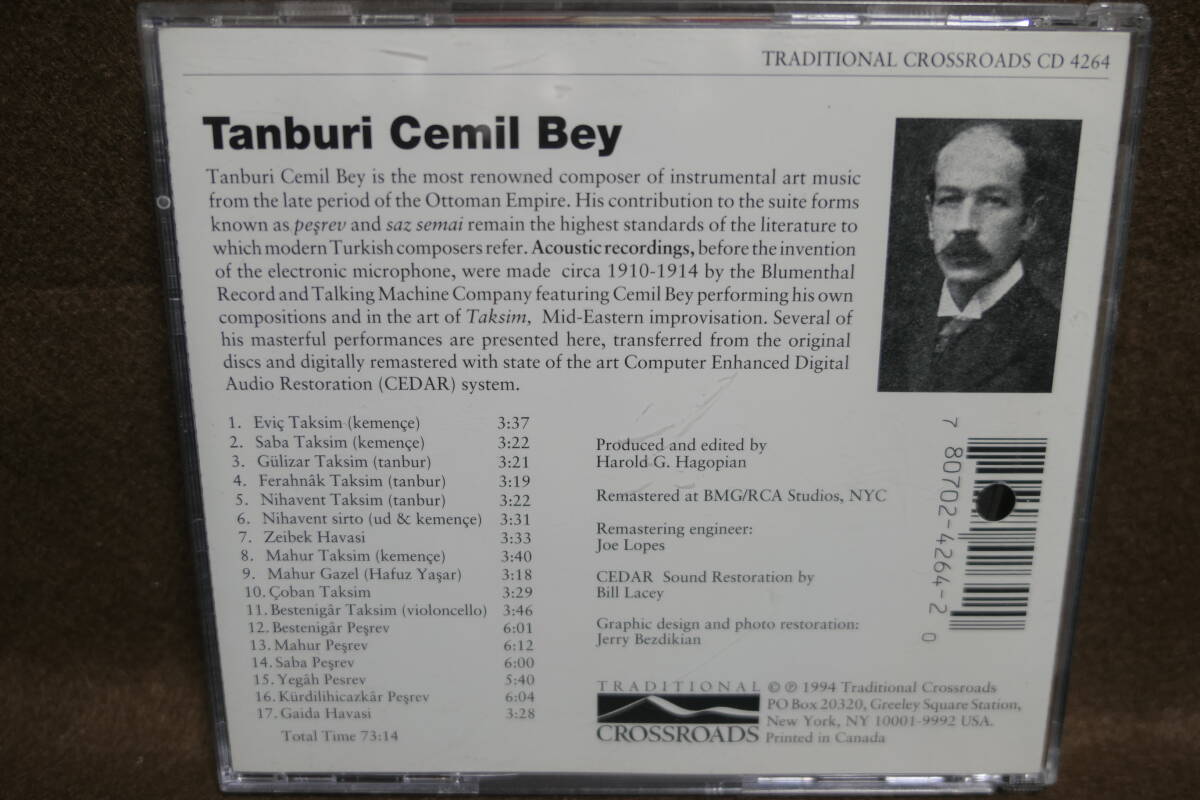 TRADITIONAL CROSSROADS CD 4264
Tanburi Cemil Bey
Tanburi Cemil Bey is the most renowned composer of instrumental art music
from the late period of the Ottoman Empire. His contribution to the suite forms
known as peşrev and saz semai remain the highest standards of the literature to
which modern Turkish composers refer. Acoustic recordings, before the invention
of the electronic microphone, were made circa 1910-1914 by the Blumenthal
Record and Talking Machine Company featuring Cemil Bey performing his own
compositions and in the art of Taksim, Mid-Eastern improvisation. Several of
his masterful performances are presented here, transferred from the original
discs and digitally remastered with state of the art Computer Enhanced Digital
Audio Restoration (CEDAR) system.
1. Eviç Taksim (kemençe) 3:37
2. Saba Taksim (kemençe) 3:22
3. Gülizar Taksim (tanbur) 3:21
4. Ferahnâk Taksim (tanbur) 3:19
5. Nihavent Taksim (tanbur) 3:22
6. Nihavent sirto (ud & kemençe) 3:31
7. Zeibek Havasi 3:33
8. Mahur Taksim (kemençe) 3:40
9. Mahur Gazel (Hafuz Yaşar) 3:18
10. Çoban Taksim 3:29
11. Bestenigâr Taksim (violoncello) 3:46
12. Bestenigâr Peşrev 6:01
13. Mahur Peşrev 6:12
14. Saba Peşrev 6:00
15. Yegâh Pesrev 5:40
16. Kürdilihicazkâr Peşrev 6:04
17. Gaida Havasi 3:28
Total Time 73:14
Produced and edited by
Harold G. Hagopian
Remastered at BMG/RCA Studios, NYC
Remastering engineer:
Joe Lopes
CEDAR Sound Restoration by
Bill Lacey
Graphic design and photo restoration:
Jerry Bezdikian
TRADITIONAL
CROSSROADS
© ℗ 1994 Traditional Crossroads
PO Box 20320, Greeley Square Station,
New York, NY 10001-9992 USA.
Printed in Canada
7 80702-4264-2 0